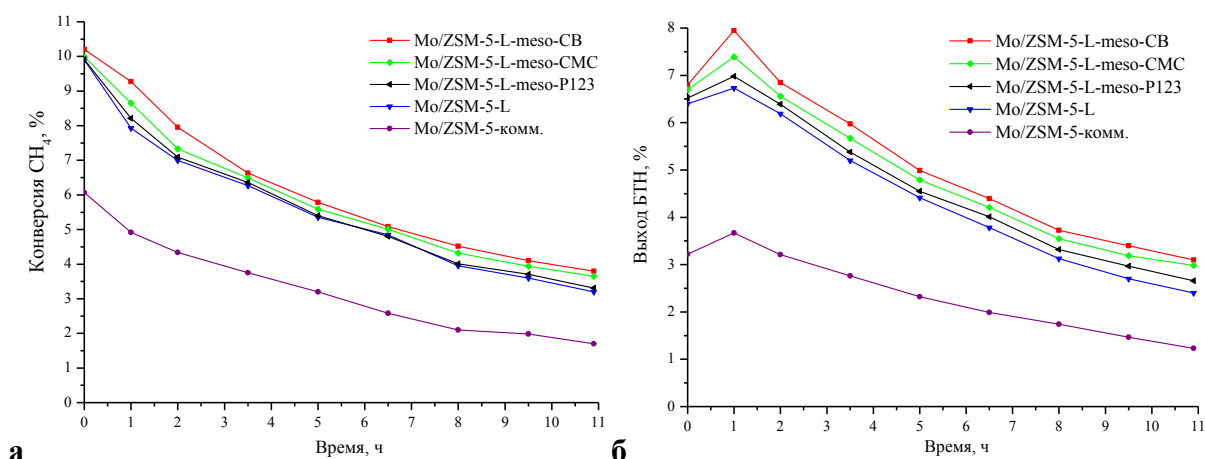 11
10
9
8
7
6
5
4
3
2
1
0
Конверсия CH4, %
Mo/ZSM-5-L-meso-CB
Mo/ZSM-5-L-meso-CMC
Mo/ZSM-5-L-meso-P123
Mo/ZSM-5-L
Mo/ZSM-5-комм.
0 1 2 3 4 5 6 7 8 9 10 11
Время, ч
а
8
7
6
5
4
3
2
1
0
Выход БТН, %
Mo/ZSM-5-L-meso-CB
Mo/ZSM-5-L-meso-CMC
Mo/ZSM-5-L-meso-P123
Mo/ZSM-5-L
Mo/ZSM-5-комм.
0 1 2 3 4 5 6 7 8 9 10 11
Время, ч
б